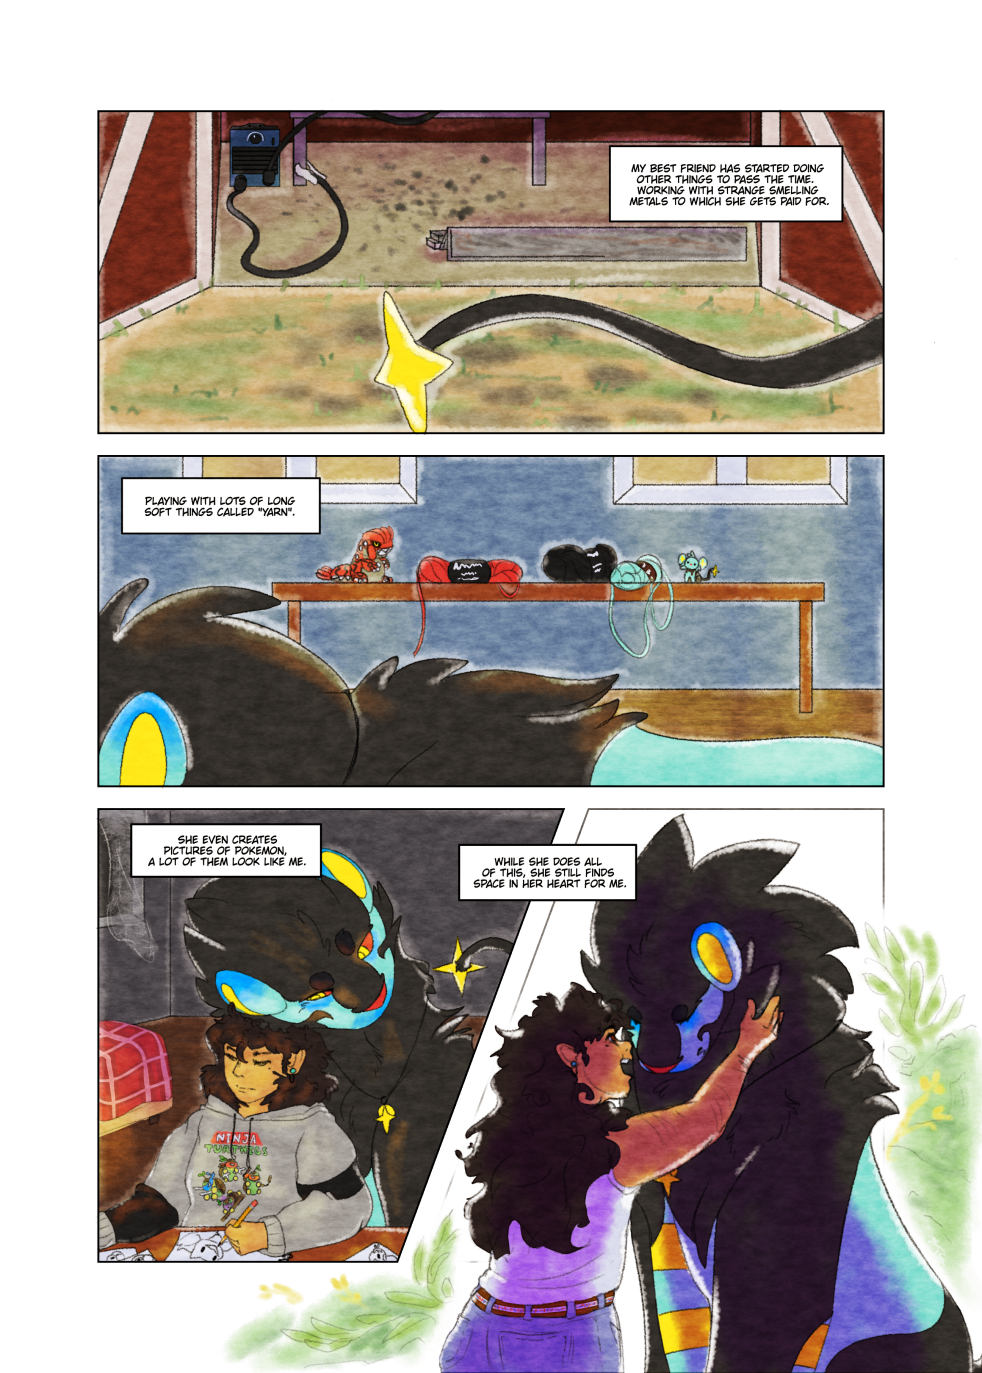 MY BEST FRIEND HAS STARTED DOING
OTHER THINGS TO PASS THE TIME.
WORKING WITH STRANGE SMELLING
METALS TO WHICH SHE GETS PAID FOR.
PLAYING WITH LOTS OF LONG
SOFT THINGS CALLED "YARN".
SHE EVEN CREATES
PICTURES OF POKEMON,
A LOT OF THEM LOOK LIKE ME.
WHILE SHE DOES ALL
OF THIS, SHE STILL FINDS
SPACE IN HER HEART FOR ME.
NINJA
TURTWIGS